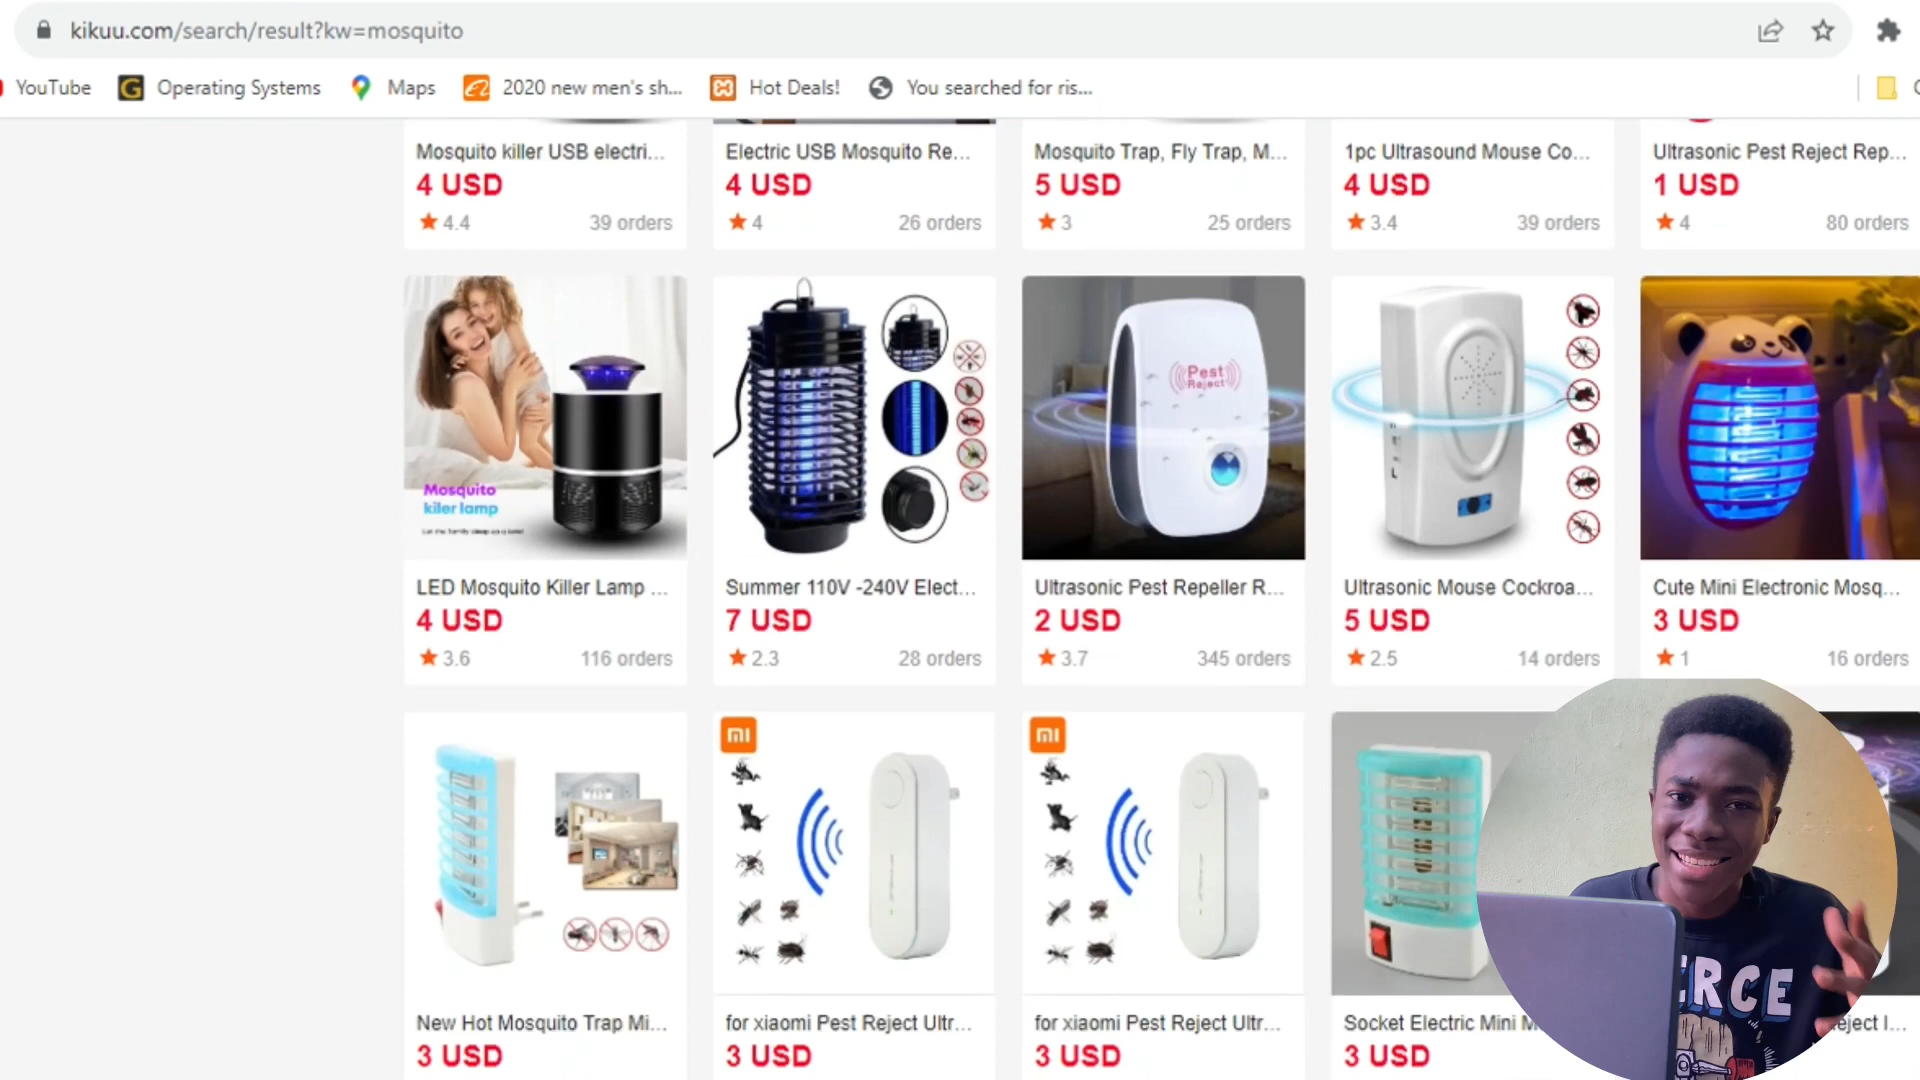 kikuu.com/search/result?kw=mosquito
YouTube Operating Systems Maps 2020 new men's sh... Hot Deals! You searched for ris...
Mosquito killer USB electri... Electric USB Mosquito Re... Mosquito Trap, Fly Trap, M... 1pc Ultrasound Mouse Co... Ultrasonic Pest Reject Rep...
4 USD 4 USD 5 USD 4 USD 1 USD
4.4 39 orders 4 26 orders 3 25 orders 3.4 39 orders 4 80 orders
Pest
Reject
Mosquito
kiler lamp
LED Mosquito Killer Lamp ... Summer 110V -240V Elect... Ultrasonic Pest Repeller R... Ultrasonic Mouse Cockroa... Cute Mini Electronic Mosq...
4 USD 7 USD 2 USD 5 USD 3 USD
3.6 116 orders 2.3 28 orders 3.7 345 orders 2.5 14 orders 1 16 orders
mi mi
ERCE
New Hot Mosquito Trap Mi... for xiaomi Pest Reject Ultr... for xiaomi Pest Reject Ultr... Socket Electric Mini M eject I...
3 USD 3 USD 3 USD 3 USD